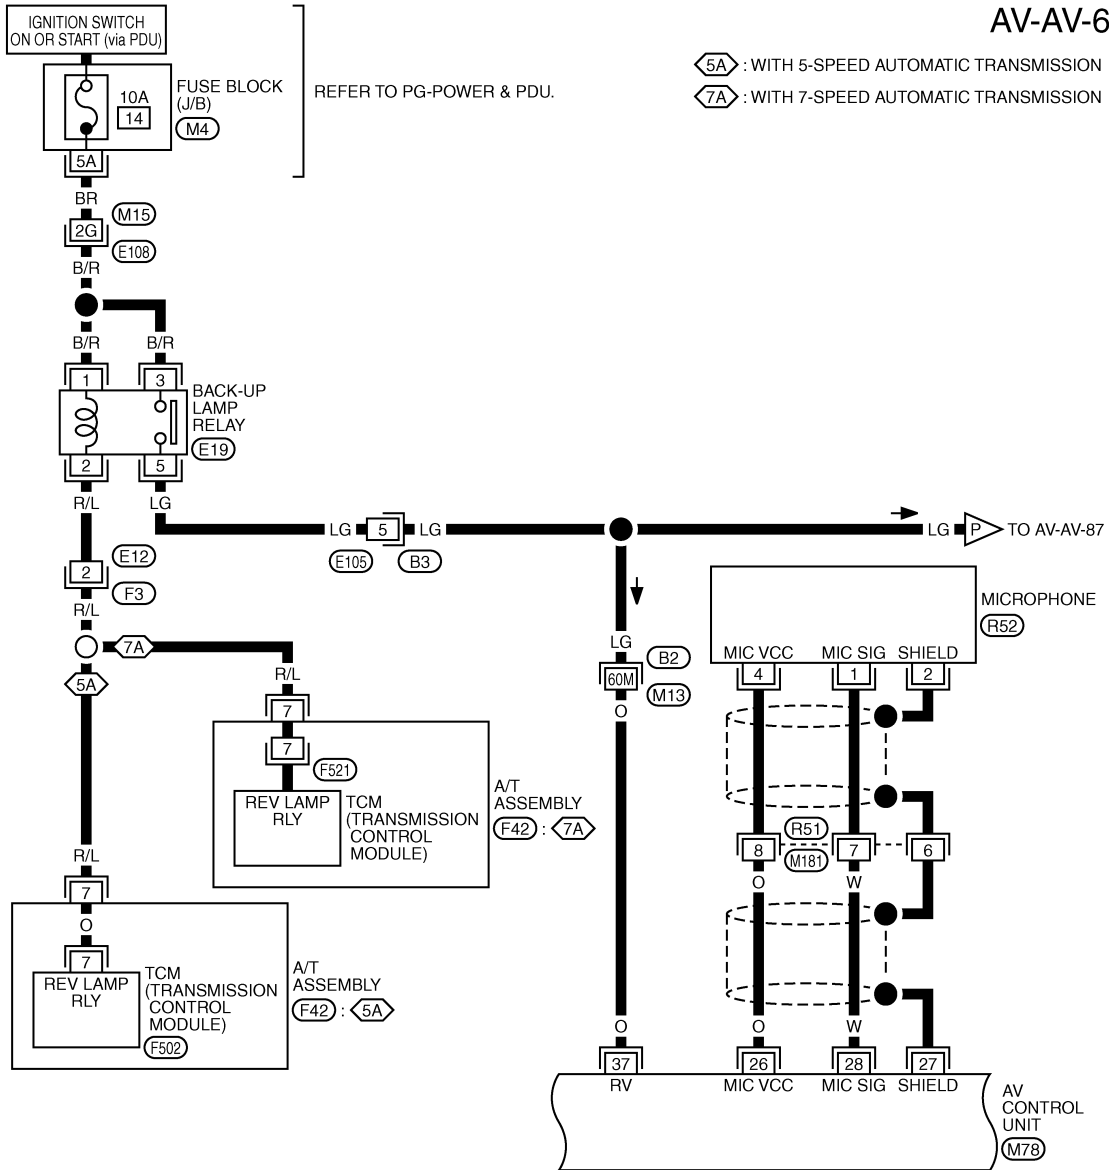 AV-AV-6
IGNITION SWITCH
ON OR START (via PDU)
5A : WITH 5-SPEED AUTOMATIC TRANSMISSION
7A : WITH 7-SPEED AUTOMATIC TRANSMISSION
FUSE BLOCK
(J/B)
M4
10A
14
REFER TO PG-POWER & PDU.
5A
BR
M15
2G
E108
B/R
B/R
B/R
1
3
BACK-UP
LAMP
RELAY
E19
2
5
R/L
LG
LG
5
LG
LG
P
TO AV-AV-87
E105
B3
E12
2
F3
R/L
7A
5A
R/L
7
7
F521
REV LAMP
RLY
TCM
(TRANSMISSION
CONTROL
MODULE)
A/T
ASSEMBLY
F42 : 7A
R/L
7
O
7
REV LAMP
RLY
TCM
(TRANSMISSION
CONTROL
MODULE)
F502
A/T
ASSEMBLY
F42 : 5A
LG
B2
60M
M13
O
O
37
RV
MICROPHONE
R52
MIC VCC
MIC SIG
SHIELD
4
1
2
R51
8
7
6
M181
O
W
O
W
26
28
27
MIC VCC
MIC SIG
SHIELD
AV
CONTROL
UNIT
M78